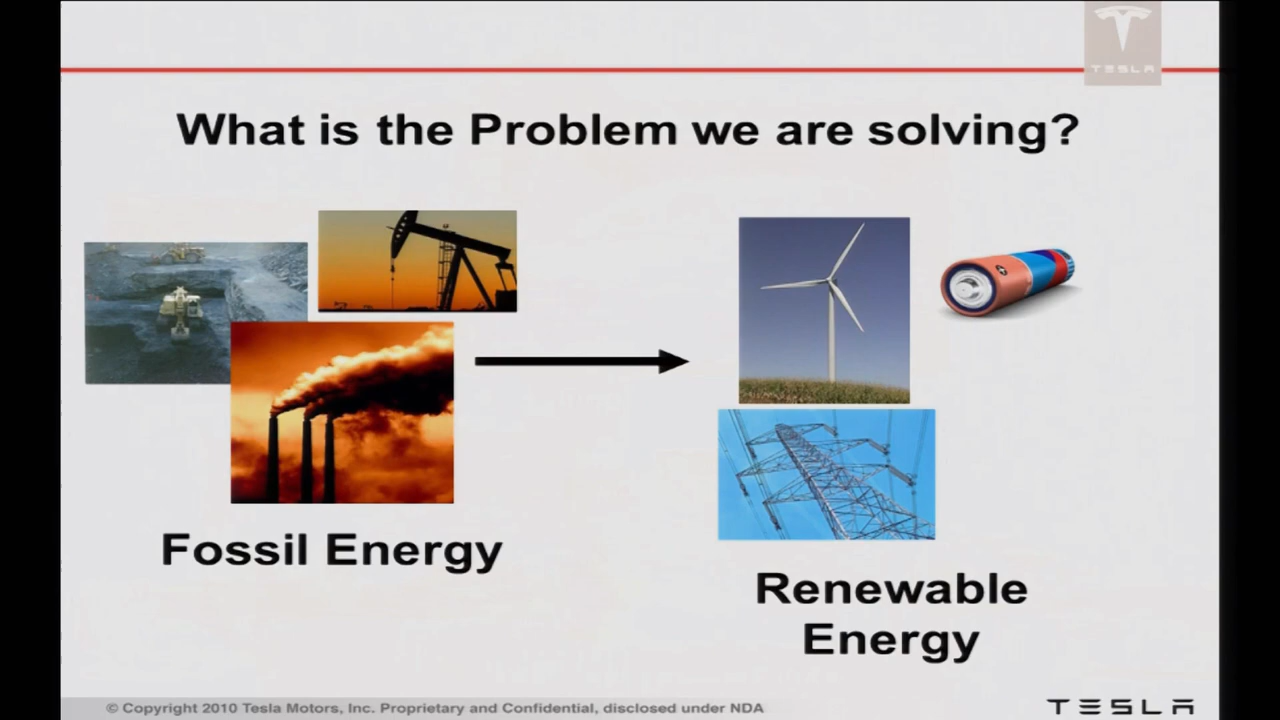 TESLA
What is the Problem we are solving?
Fossil Energy
Renewable
Energy
© Copyright 2010 Tesla Motors, Inc. Proprietary and Confidential, disclosed under NDA
TESLA